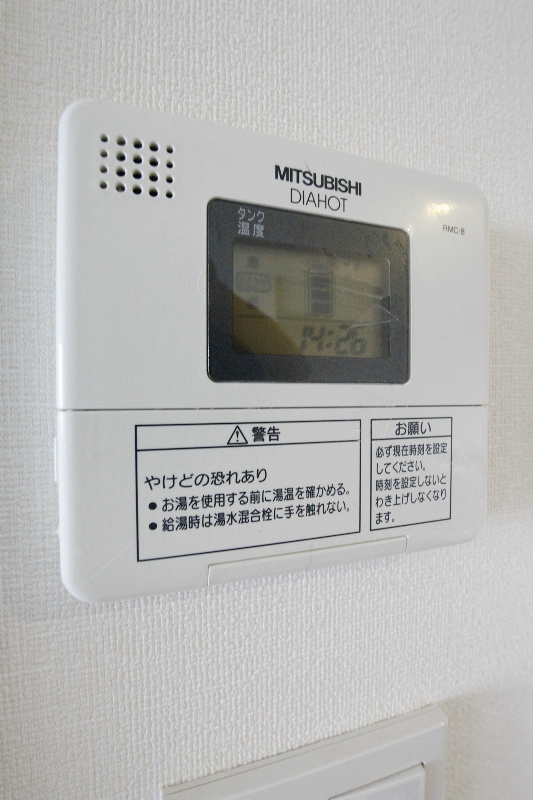 MITSUBISHI
DIAHOT
RMC-8
タンク
温度
14:26
警告
やけどの恐れあり
● お湯を使用する前に湯温を確かめる。
● 給湯時は湯水混合栓に手を触れない。
お願い
必ず現在時刻を設定
してください。
時刻を設定しないと
わき上げしなくなり
ます。